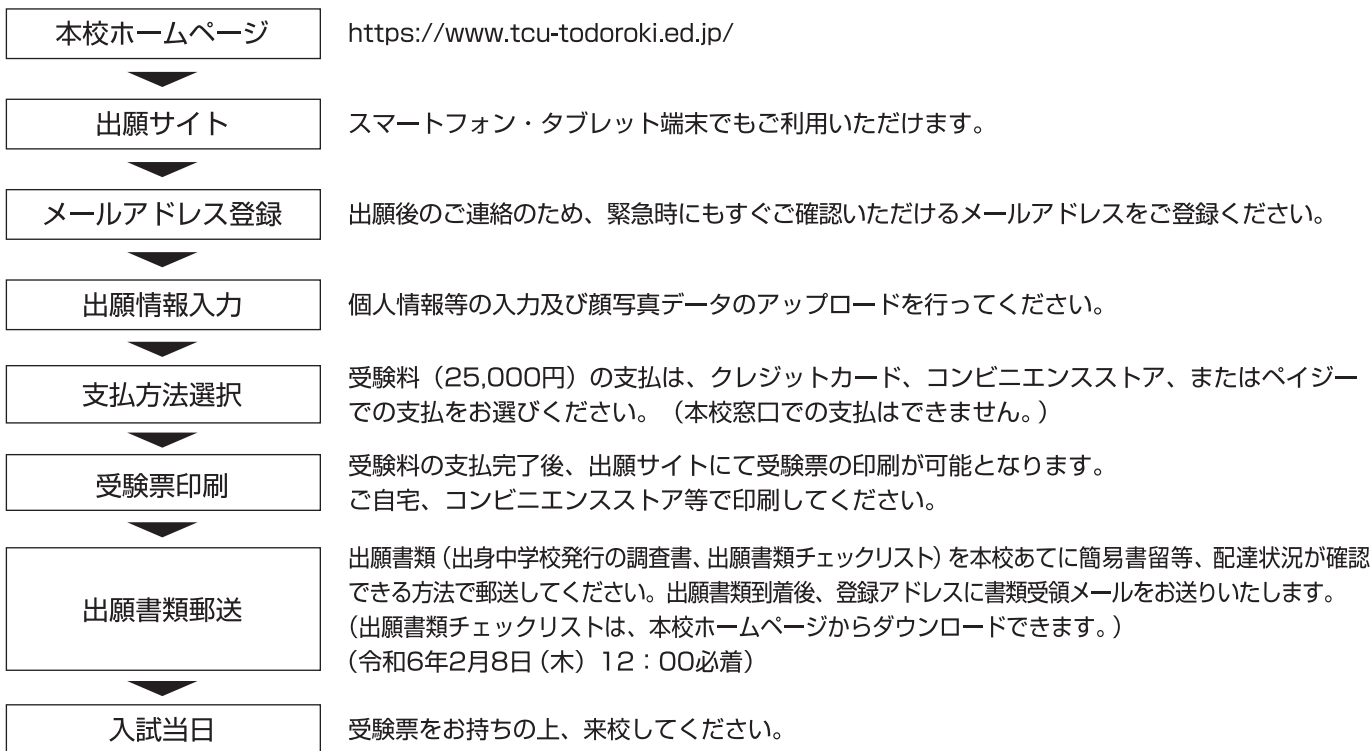 本校ホームページ
https://www.tcu-todoroki.ed.jp/
出願サイト
スマートフォン・タブレット端末でもご利用いただけます。
メールアドレス登録
出願後のご連絡のため、緊急時にもすぐご確認いただけるメールアドレスをご登録ください。
出願情報入力
個人情報等の入力及び顔写真データのアップロードを行ってください。
支払方法選択
受験料（25,000円）の支払は、クレジットカード、コンビニエンスストア、またはペイジー
での支払をお選びください。（本校窓口での支払はできません。）
受験票印刷
受験料の支払完了後、出願サイトにて受験票の印刷が可能となります。
ご自宅、コンビニエンスストア等で印刷してください。
出願書類郵送
出願書類（出身中学校発行の調査書、出願書類チェックリスト）を本校あてに簡易書留等、配達状況が確認
できる方法で郵送してください。出願書類到着後、登録アドレスに書類受領メールをお送りいたします。
（出願書類チェックリストは、本校ホームページからダウンロードできます。）
（令和6年2月8日（木）12：00必着）
入試当日
受験票をお持ちの上、来校してください。